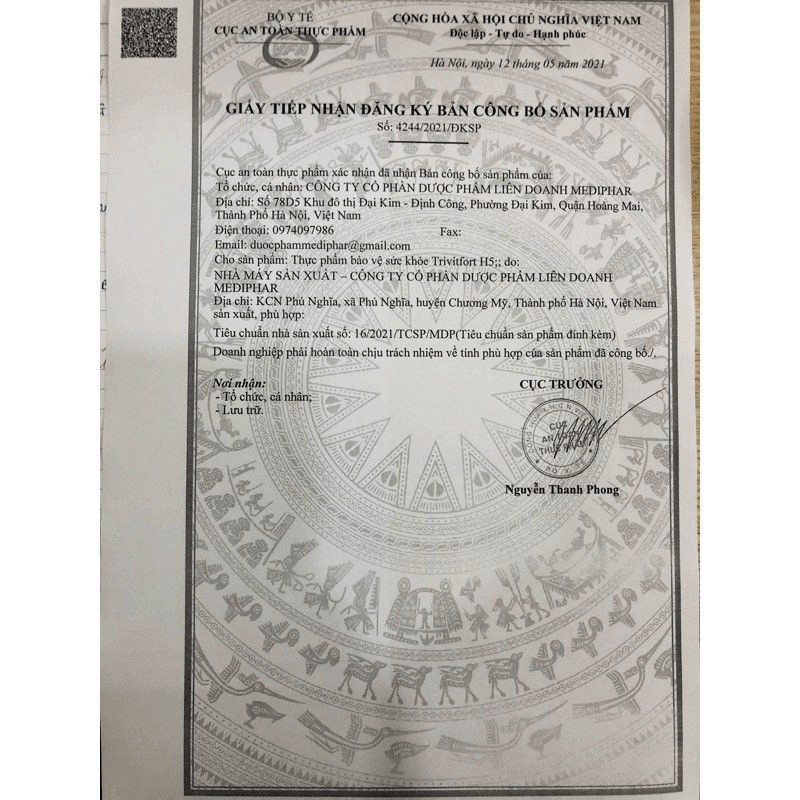 BỘ Y TẾ
CỤC AN TOÀN THỰC PHẨM
CỘNG HÒA XÃ HỘI CHỦ NGHĨA VIỆT NAM
Độc lập - Tự do - Hạnh phúc
Hà Nội, ngày 12 tháng 05 năm 2021
GIẤY TIẾP NHẬN ĐĂNG KÝ BẢN CÔNG BỐ SẢN PHẨM
Số: 4244/2021/ĐKSP
Cục an toàn thực phẩm xác nhận đã nhận Bản công bố sản phẩm của:
Tổ chức, cá nhân: CÔNG TY CỔ PHẦN DƯỢC PHẨM LIÊN DOANH MEDIPHAR
Địa chỉ: Số 78D5 Khu đô thị Đại Kim - Định Công, Phường Đại Kim, Quận Hoàng Mai,
Thành Phố Hà Nội, Việt Nam
Điện thoại: 0974097986 Fax:
Email: duocphammediphar@gmail.com
Cho sản phẩm: Thực phẩm bảo vệ sức khỏe Trivitfort H5;; do:
NHÀ MÁY SẢN XUẤT – CÔNG TY CỔ PHẦN DƯỢC PHẨM LIÊN DOANH
MEDIPHAR
Địa chỉ: KCN Phú Nghĩa, xã Phú Nghĩa, huyện Chương Mỹ, Thành phố Hà Nội, Việt Nam
sản xuất, phù hợp:
Tiêu chuẩn nhà sản xuất số: 16/2021/TCSP/MDP(Tiêu chuẩn sản phẩm đính kèm)
Doanh nghiệp phải hoàn toàn chịu trách nhiệm về tính phù hợp của sản phẩm đã công bố./.
Nơi nhận:
- Tổ chức, cá nhân;
- Lưu trữ.
CỤC TRƯỞNG
CỤC
AN TOÀN
THỰC PHẨM
Nguyễn Thanh Phong